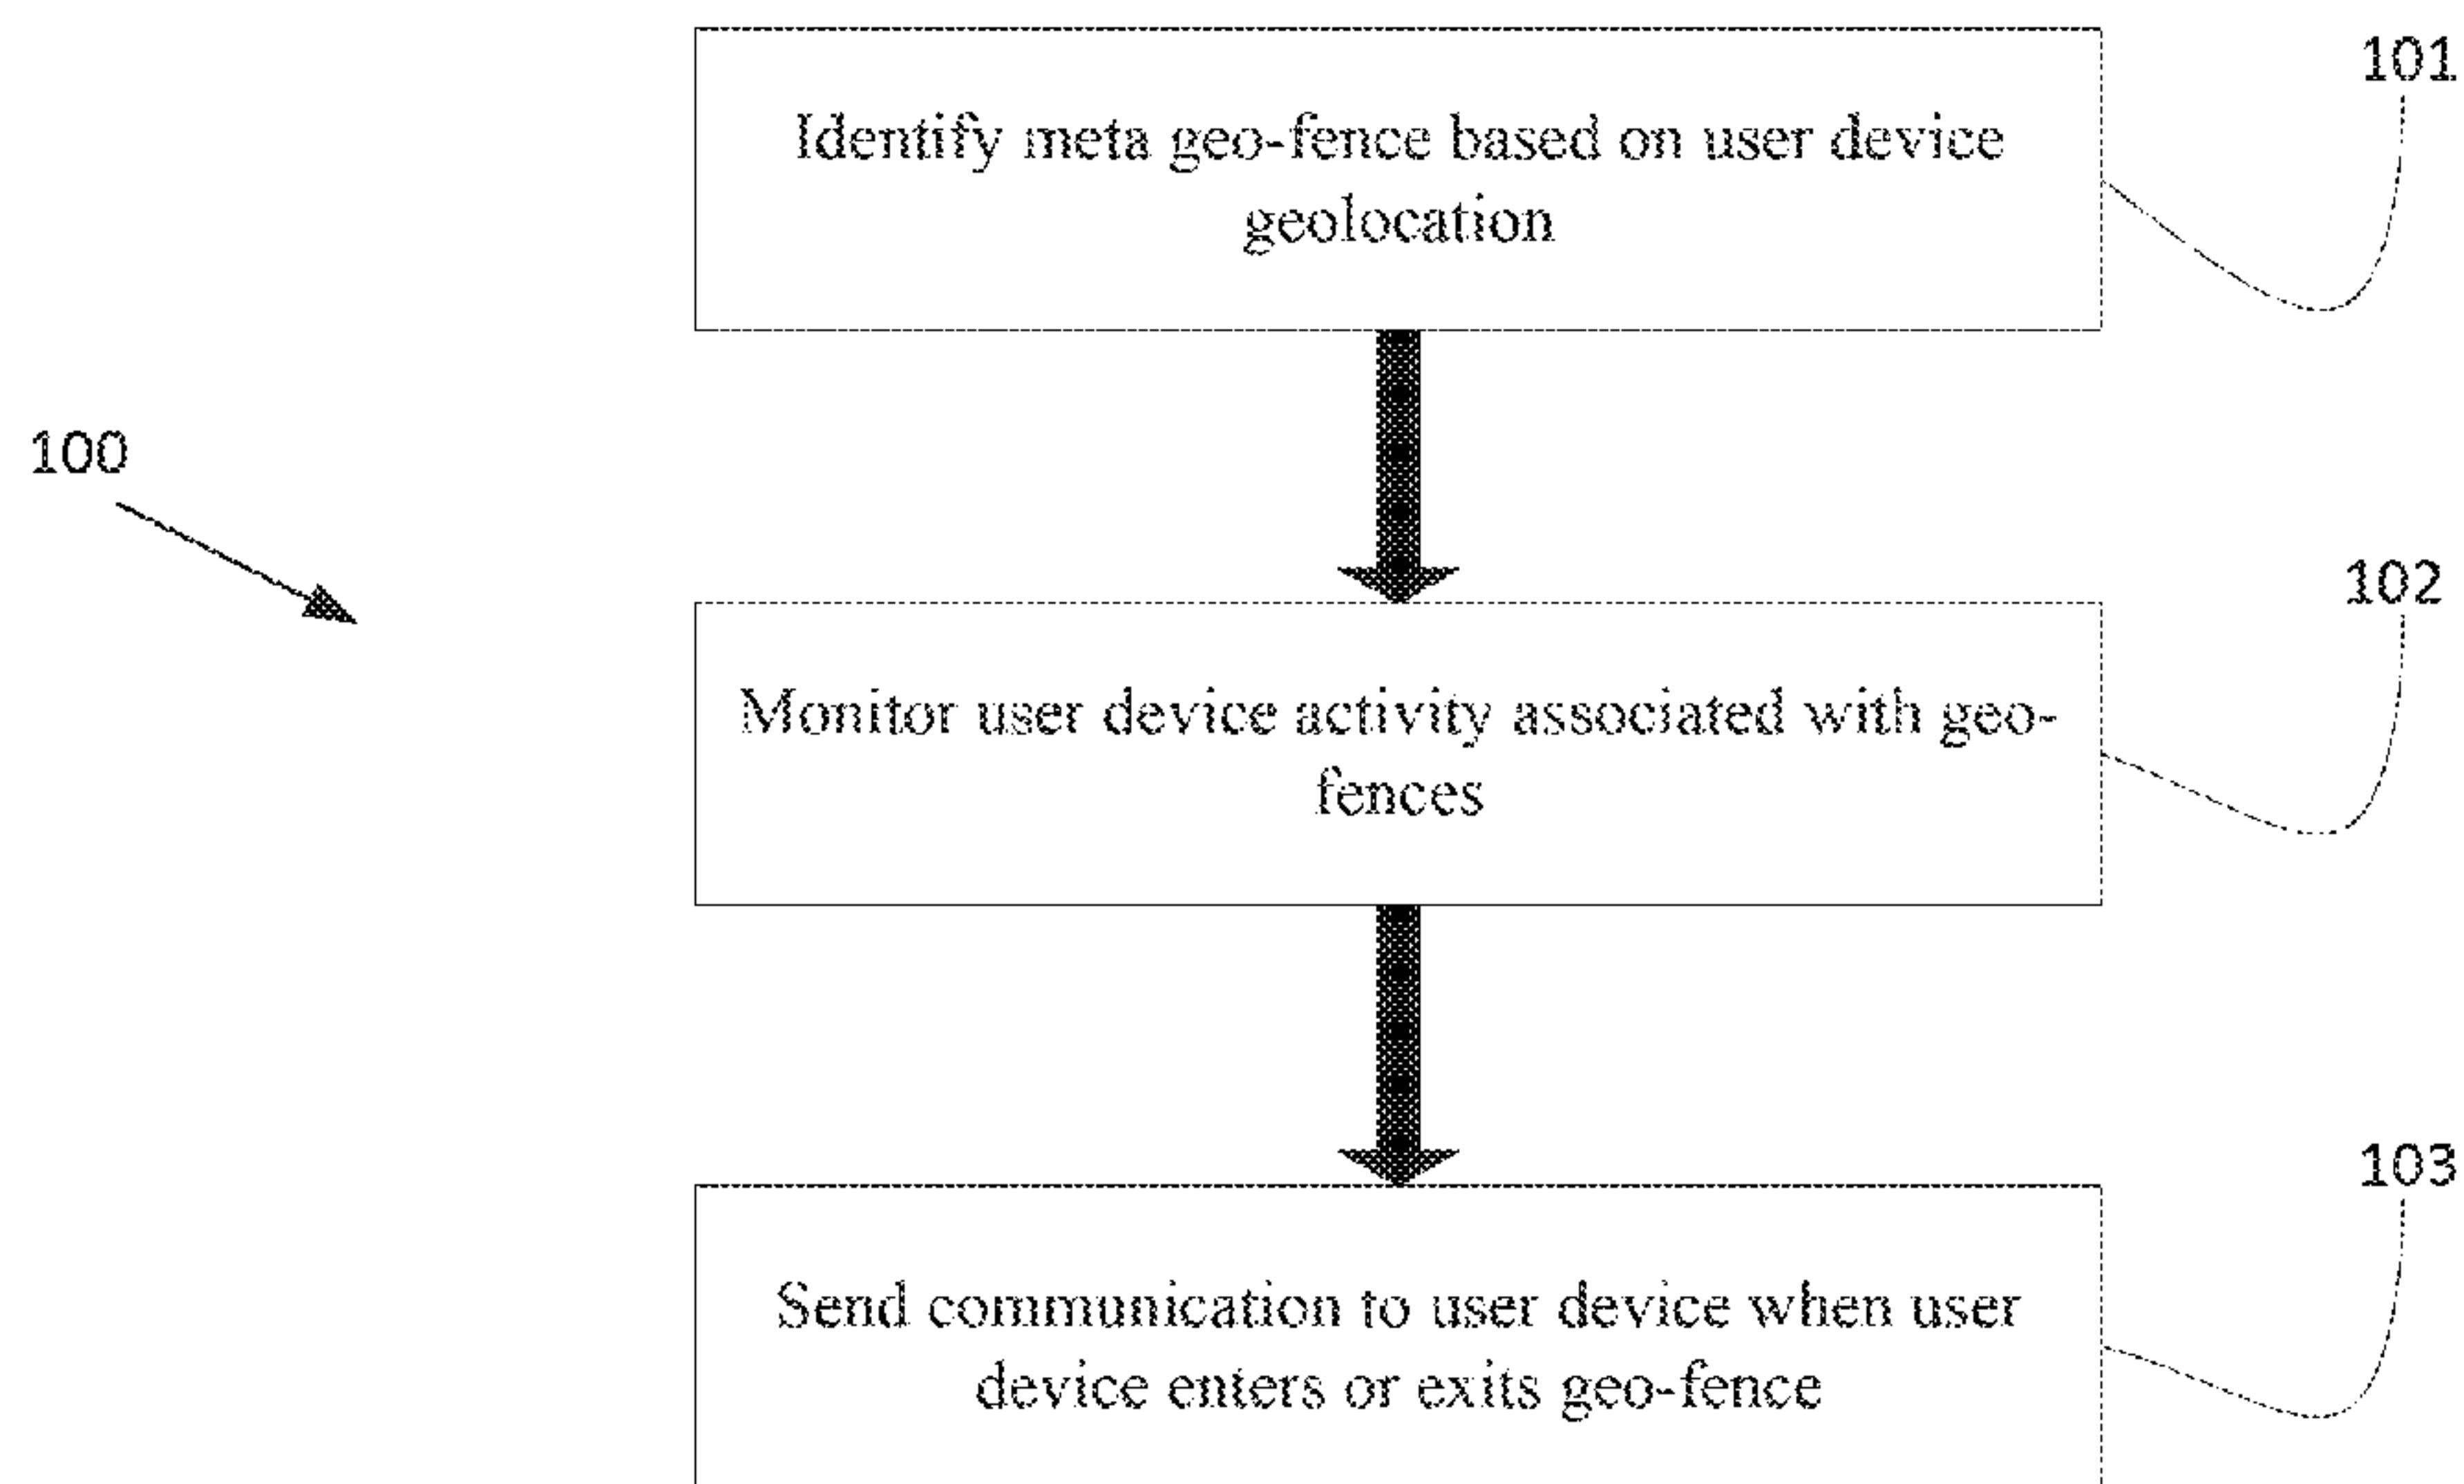 101
Identify meta geo-fence based on user device
geolocation
100
102
Monitor user device activity associated with geo-
fences
103
Send communication to user device when user
device enters or exits geo-fence